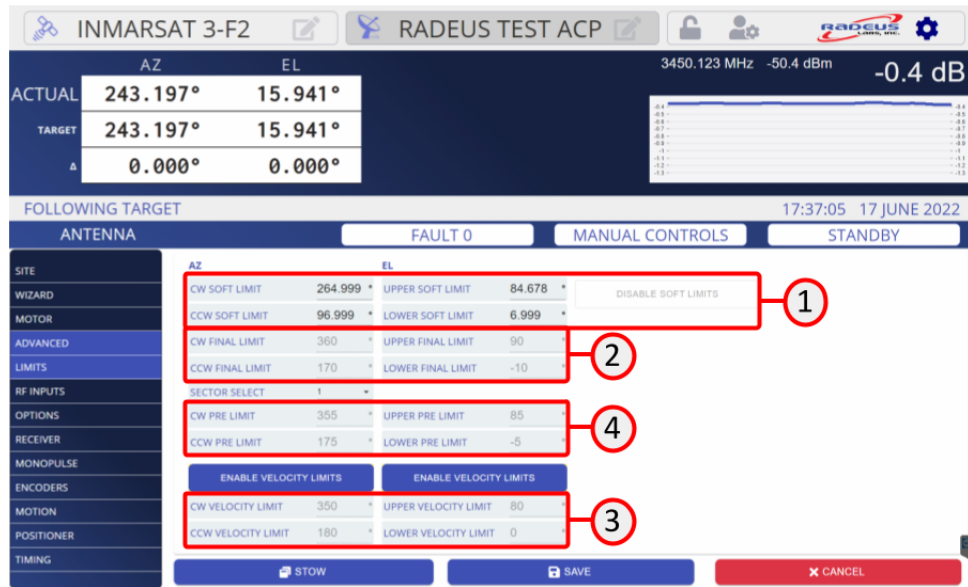 INMARSAT 3-F2 RADEUS TEST ACP RADEUS LABS, INC.
AZ EL 3450.123 MHz -50.4 dBm -0.4 dB
ACTUAL 243.197° 15.941°
TARGET 243.197° 15.941°
Δ 0.000° 0.000°
FOLLOWING TARGET 17:37:05 17 JUNE 2022
ANTENNA FAULT 0 MANUAL CONTROLS STANDBY
SITE
WIZARD
MOTOR
ADVANCED
LIMITS
RF INPUTS
OPTIONS
RECEIVER
MONOPULSE
ENCODERS
MOTION
POSITIONER
TIMING
AZ EL
CW SOFT LIMIT 264.999 ° UPPER SOFT LIMIT 84.678 ° DISABLE SOFT LIMITS
CCW SOFT LIMIT 96.999 ° LOWER SOFT LIMIT 6.999 °
1
CW FINAL LIMIT 360 ° UPPER FINAL LIMIT 90 °
CCW FINAL LIMIT 170 ° LOWER FINAL LIMIT -10 °
2
SECTOR SELECT 1
CW PRE LIMIT 355 ° UPPER PRE LIMIT 85 °
CCW PRE LIMIT 175 ° LOWER PRE LIMIT -5 °
4
ENABLE VELOCITY LIMITS ENABLE VELOCITY LIMITS
CW VELOCITY LIMIT 350 ° UPPER VELOCITY LIMIT 80 °
CCW VELOCITY LIMIT 180 ° LOWER VELOCITY LIMIT 0 °
3
STOW SAVE CANCEL